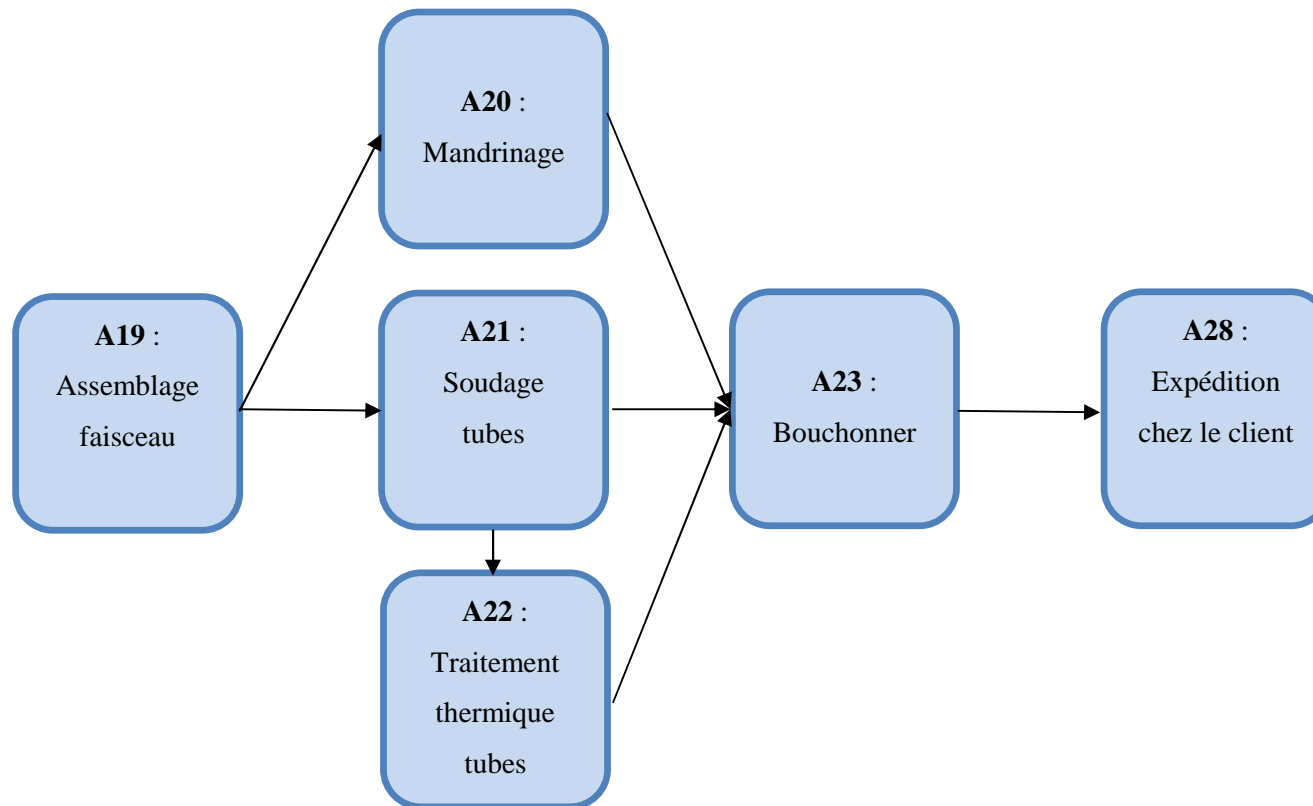 A20 :
Mandrinage
A19 :
Assemblage
faisceau
A21 :
Soudage
tubes
A23 :
Bouchonner
A28 :
Expédition
chez le client
A22 :
Traitement
thermique
tubes